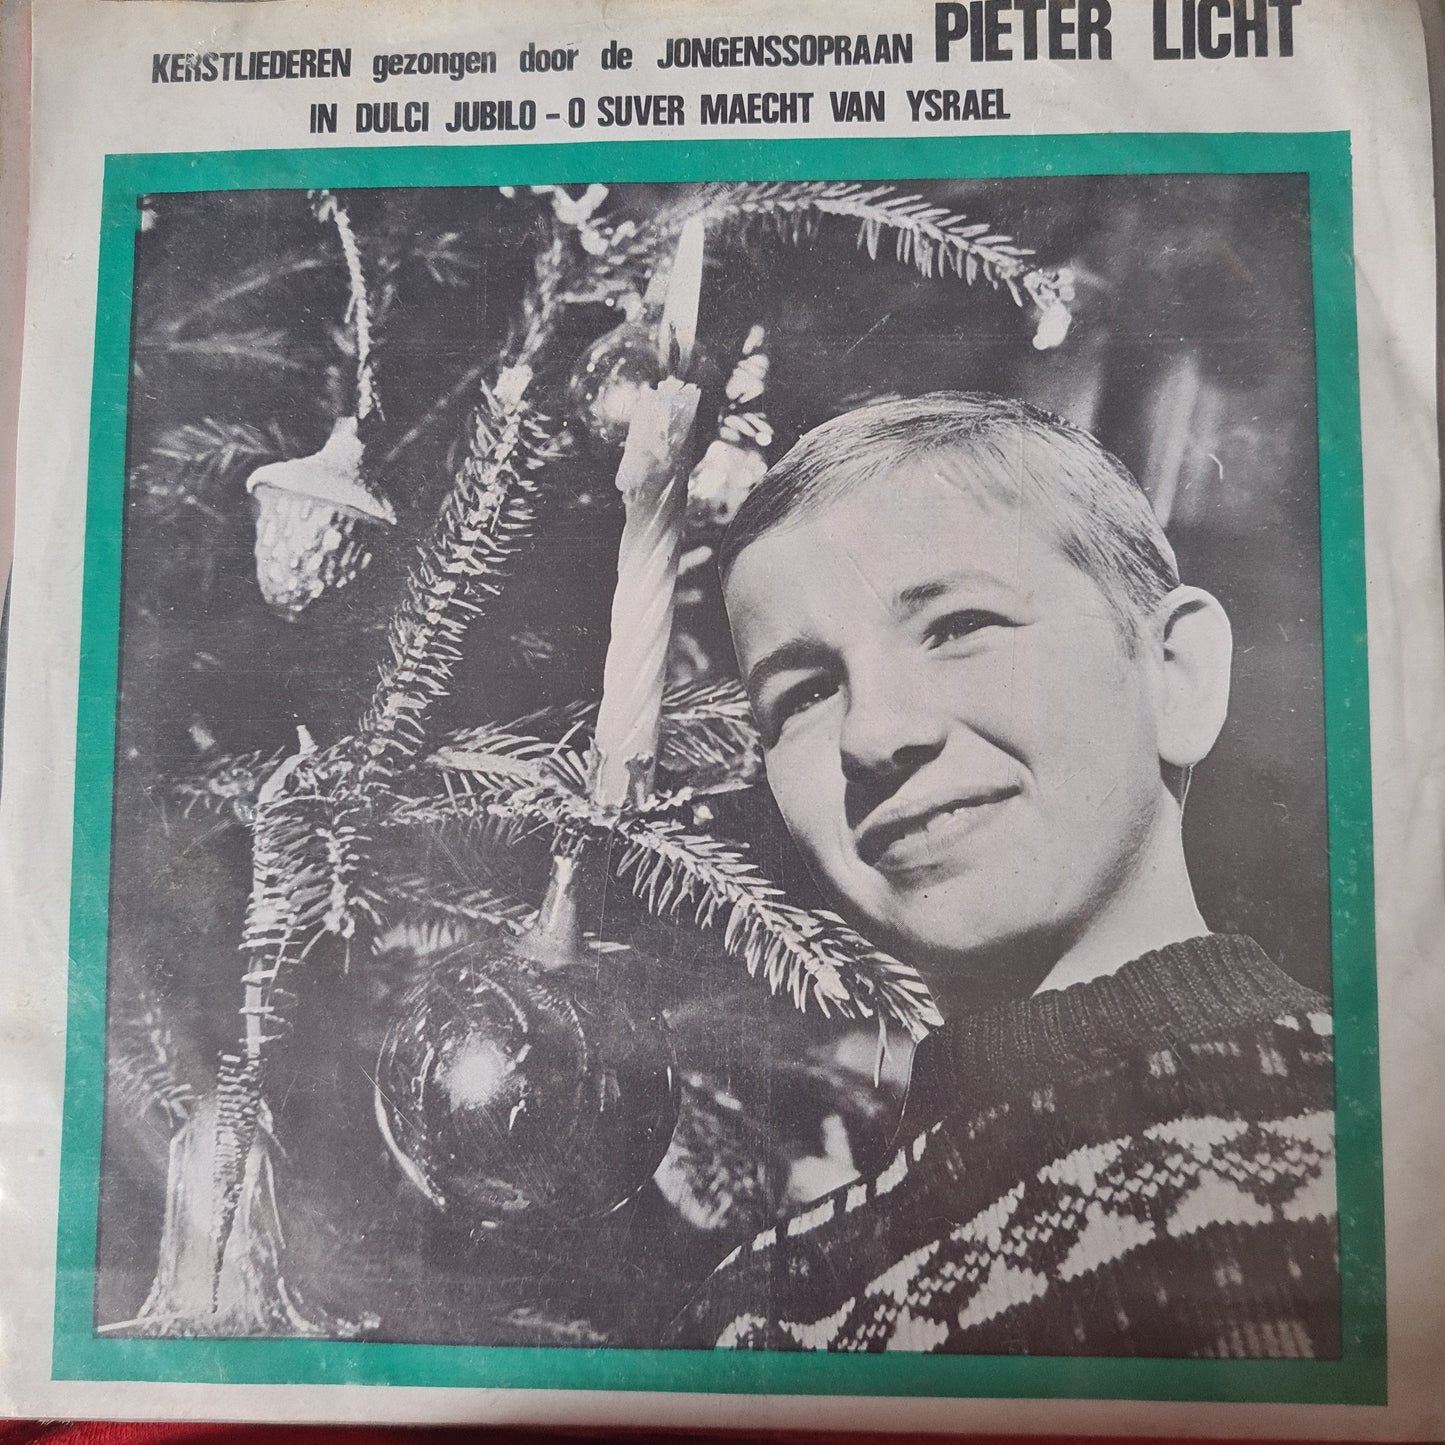 KERSTLIEDEREN gezongen door de JONGENSSOPRAAN PIETER LICHT
IN DULCI JUBILO - O SUVER MAECHT VAN YSRAEL